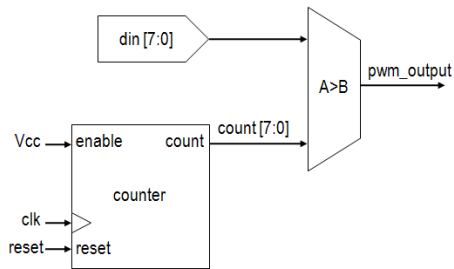 din [7:0]
A>B
pwm_output
count [7:0]
Vcc
enable
count
counter
clk
reset
reset